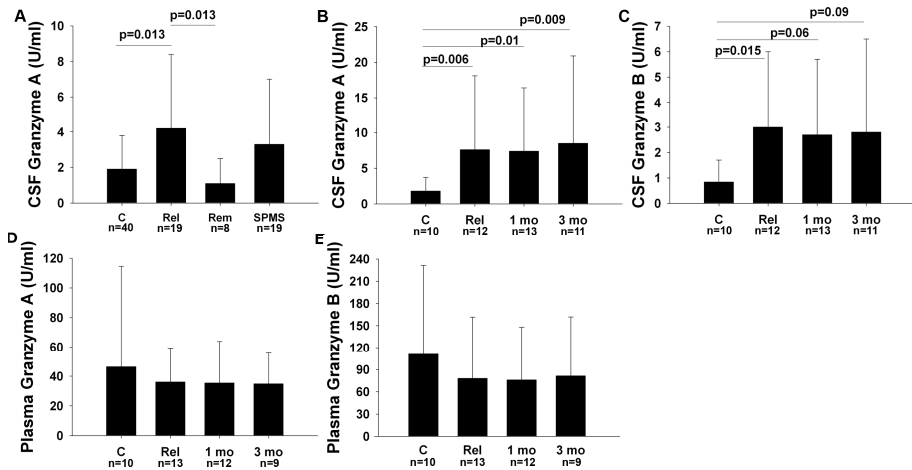 A
p=0.013
p=0.013
CSF Granzyme A (U/ml)
10
8
6
4
2
0
C Rel Rem SPMS
n=40 n=19 n=8 n=19
B
p=0.009
p=0.01
p=0.006
CSF Granzyme A (U/ml)
25
20
15
10
5
0
C Rel 1 mo 3 mo
n=10 n=12 n=13 n=11
C
p=0.09
p=0.06
p=0.015
CSF Granzyme B (U/ml)
7
6
5
4
3
2
1
0
C Rel 1 mo 3 mo
n=10 n=12 n=13 n=11
D
Plasma Granzyme A (U/ml)
120
100
80
60
40
20
0
C Rel 1 mo 3 mo
n=10 n=13 n=12 n=9
E
Plasma Granzyme B (U/ml)
240
210
180
150
120
90
60
30
0
C Rel 1 mo 3 mo
n=10 n=13 n=12 n=9